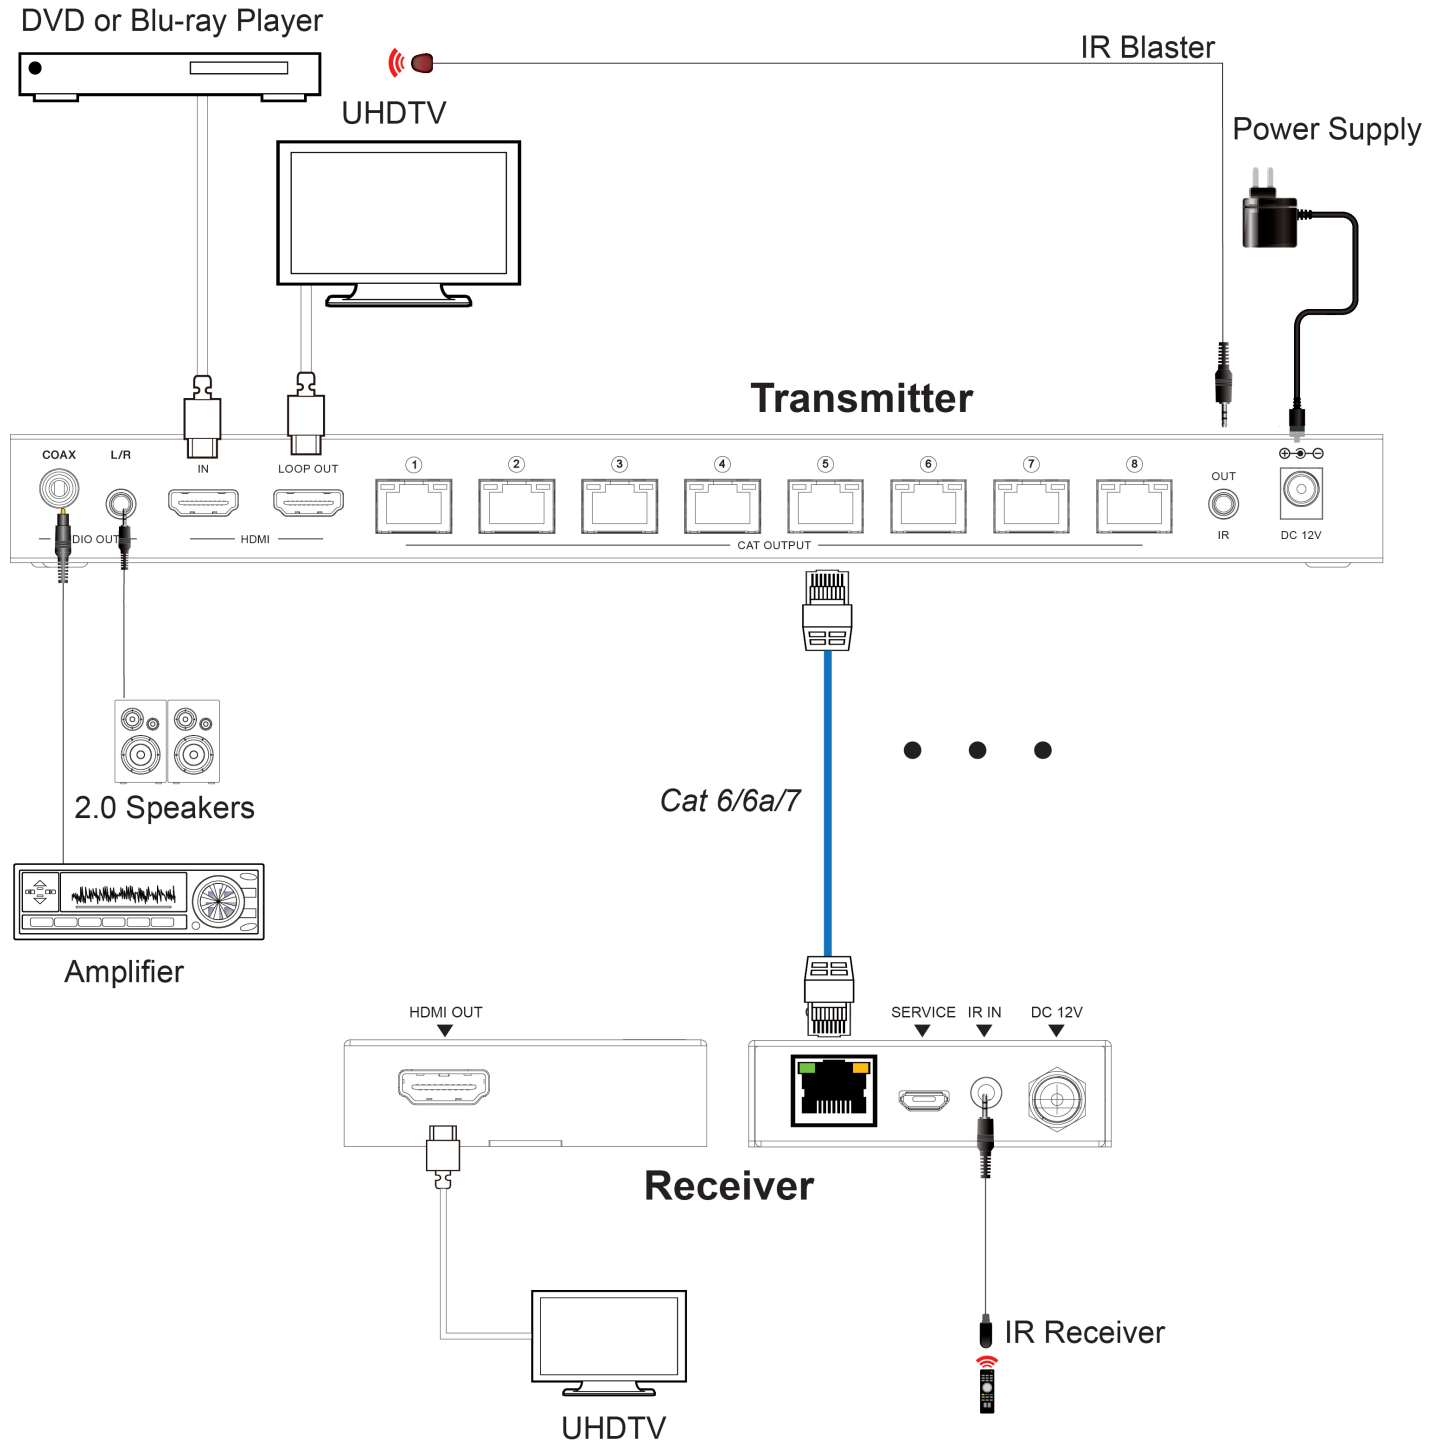 DVD or Blu-ray Player
IR Blaster
UHDTV
Power Supply
Transmitter
COAX L/R IN LOOP OUT 1 2 3 4 5 6 7 8
OUT
DIO OUT HDMI CAT OUTPUT IR DC 12V
2.0 Speakers
Cat 6/6a/7
Amplifier
HDMI OUT SERVICE IR IN DC 12V
Receiver
IR Receiver
UHDTV